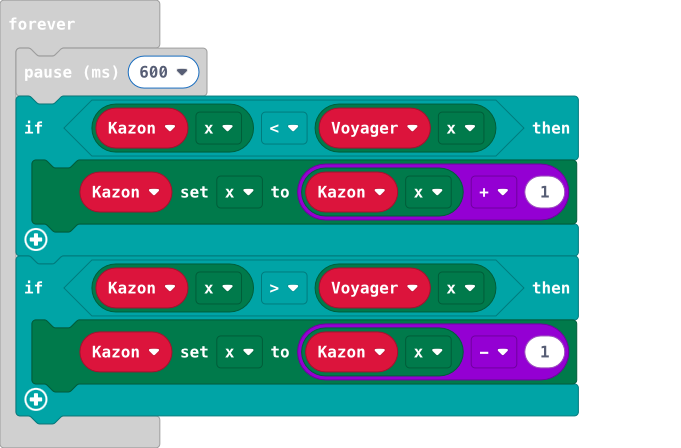 forever
pause (ms) 600
if Kazon x < Voyager x then
Kazon set x to Kazon x + 1
if Kazon x > Voyager x then
Kazon set x to Kazon x - 1